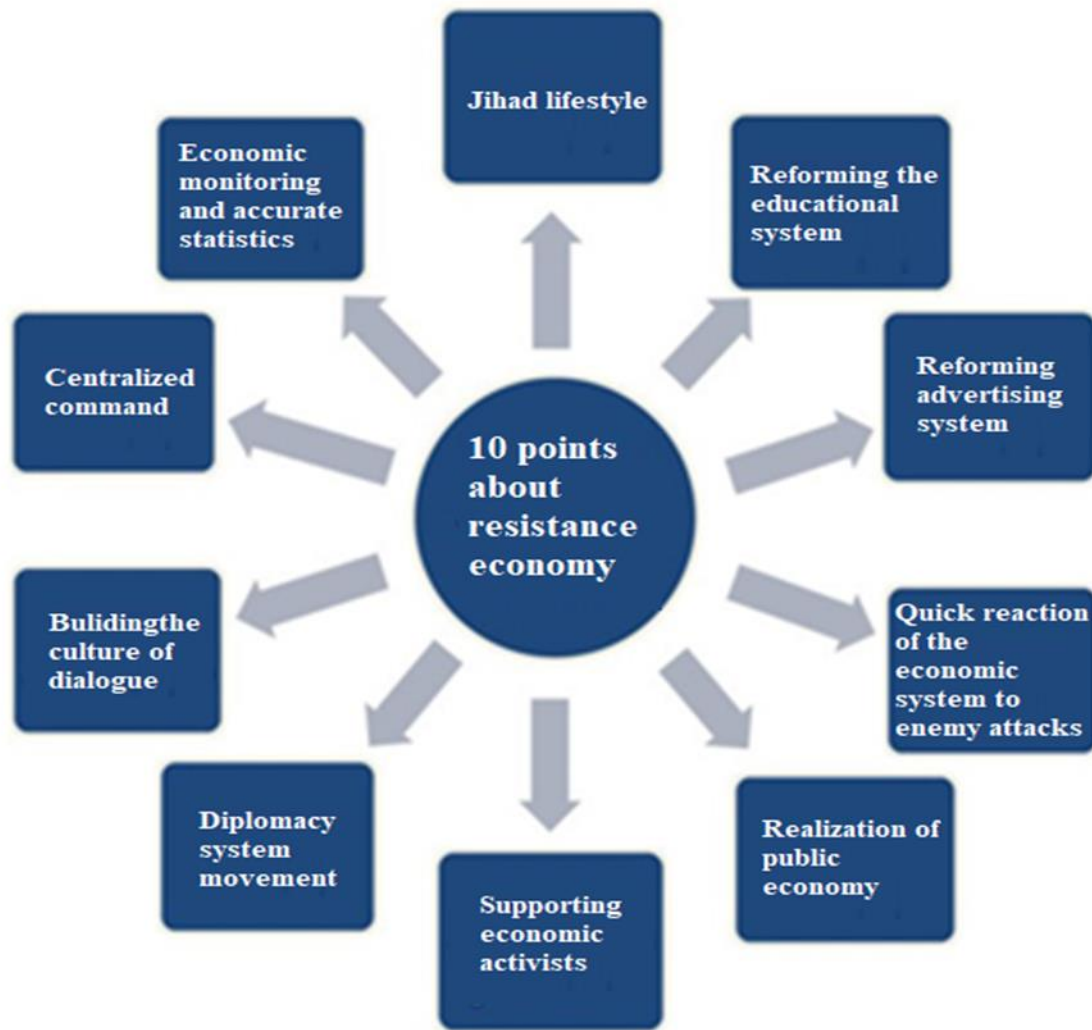 10 points
about
resistance
economy
Jihad lifestyle
Reforming the
educational
system
Reforming
advertising
system
Quick reaction
of the
economic
system to
enemy attacks
Realization of
public
economy
Supporting
economic
activists
Diplomacy
system
movement
Bulidingthe
culture of
dialogue
Centralized
command
Economic
monitoring
and accurate
statistics